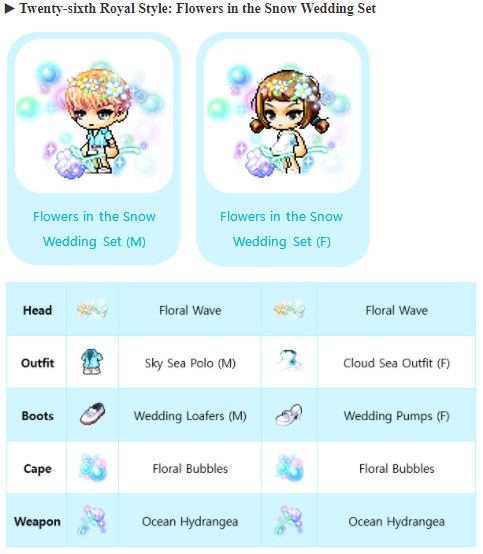 ▶ Twenty-sixth Royal Style: Flowers in the Snow Wedding Set
Flowers in the Snow
Wedding Set (M)
Flowers in the Snow
Wedding Set (F)
Head Floral Wave Floral Wave
Outfit Sky Sea Polo (M) Cloud Sea Outfit (F)
Boots Wedding Loafers (M) Wedding Pumps (F)
Cape Floral Bubbles Floral Bubbles
Weapon Ocean Hydrangea Ocean Hydrangea